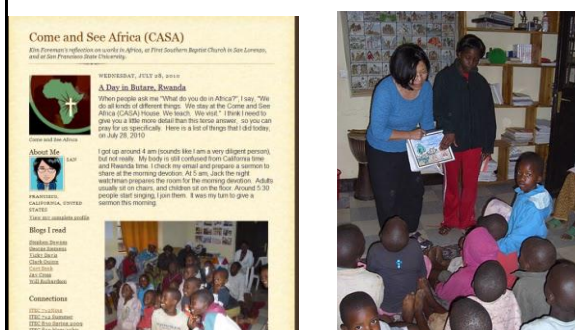 Come and See Africa (CASA)
Kim Foreman's reflection on works in Africa, at First Southern Baptist Church in San Lorenzo,
and at San Francisco State University.
WEDNESDAY, JULY 28, 2010
A Day in Butare, Rwanda
When people ask me "What do you do in Africa?", I say, "We
do all kinds of different things. We stay at the Come and See
Africa (CASA) House. We teach. We visit." I think I need to
give you a little more detail than this terse answer, so you can
pray for us specifically. Here is a list of things that I did today,
on July 28, 2010
I got up around 4 am (sounds like I am a very diligent person),
but not really. My body is still confused from California time
and Rwanda time. I check my email and prepare a sermon to
share at the morning devotion. At 5 am, Jack the night
watchman prepares the room for the morning devotion. Adults
usually sit on chairs, and children sit on the floor. Around 5:30
people start singing, I join them. It was my turn to give a
sermon this morning.
Come and See Africa
About Me
SAN
FRANCISCO,
CALIFORNIA, UNITED
STATES
View my complete profile
Blogs I read
Vicky Davis
Clark Quinn
Jay Cross
Will Richardson
Connections